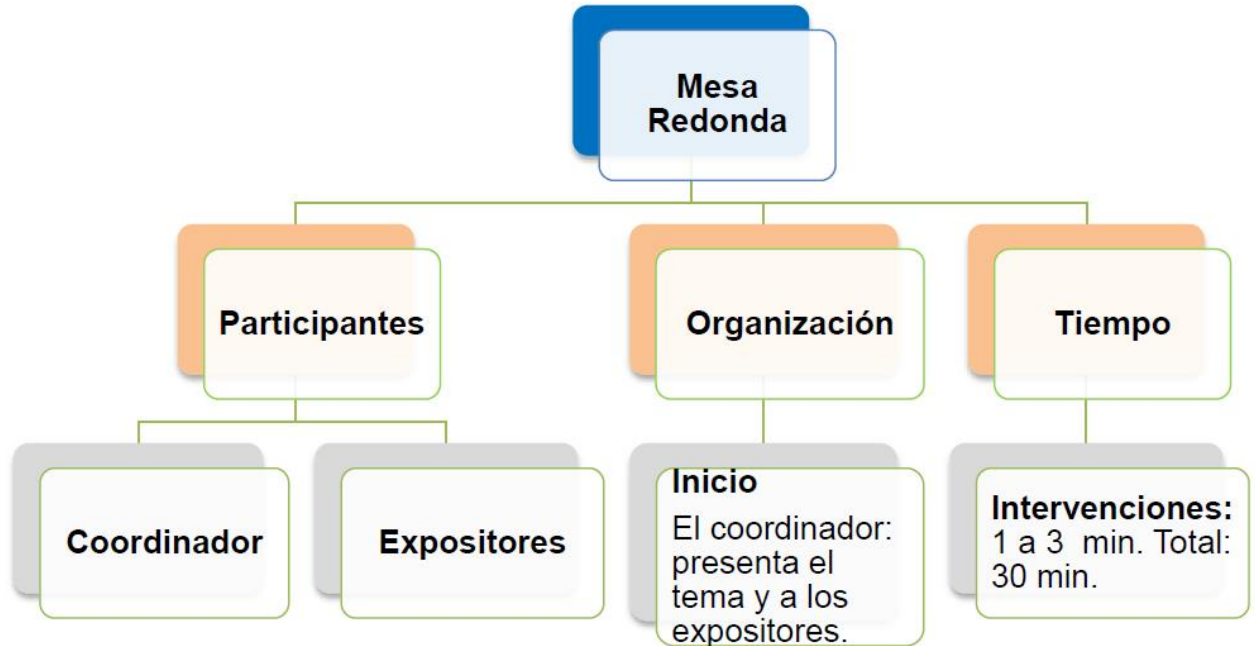 Mesa
Redonda
Participantes
Organización
Tiempo
Coordinador
Expositores
Inicio
El coordinador:
presenta el
tema y a los
expositores.
Intervenciones:
1 a 3 min. Total:
30 min.